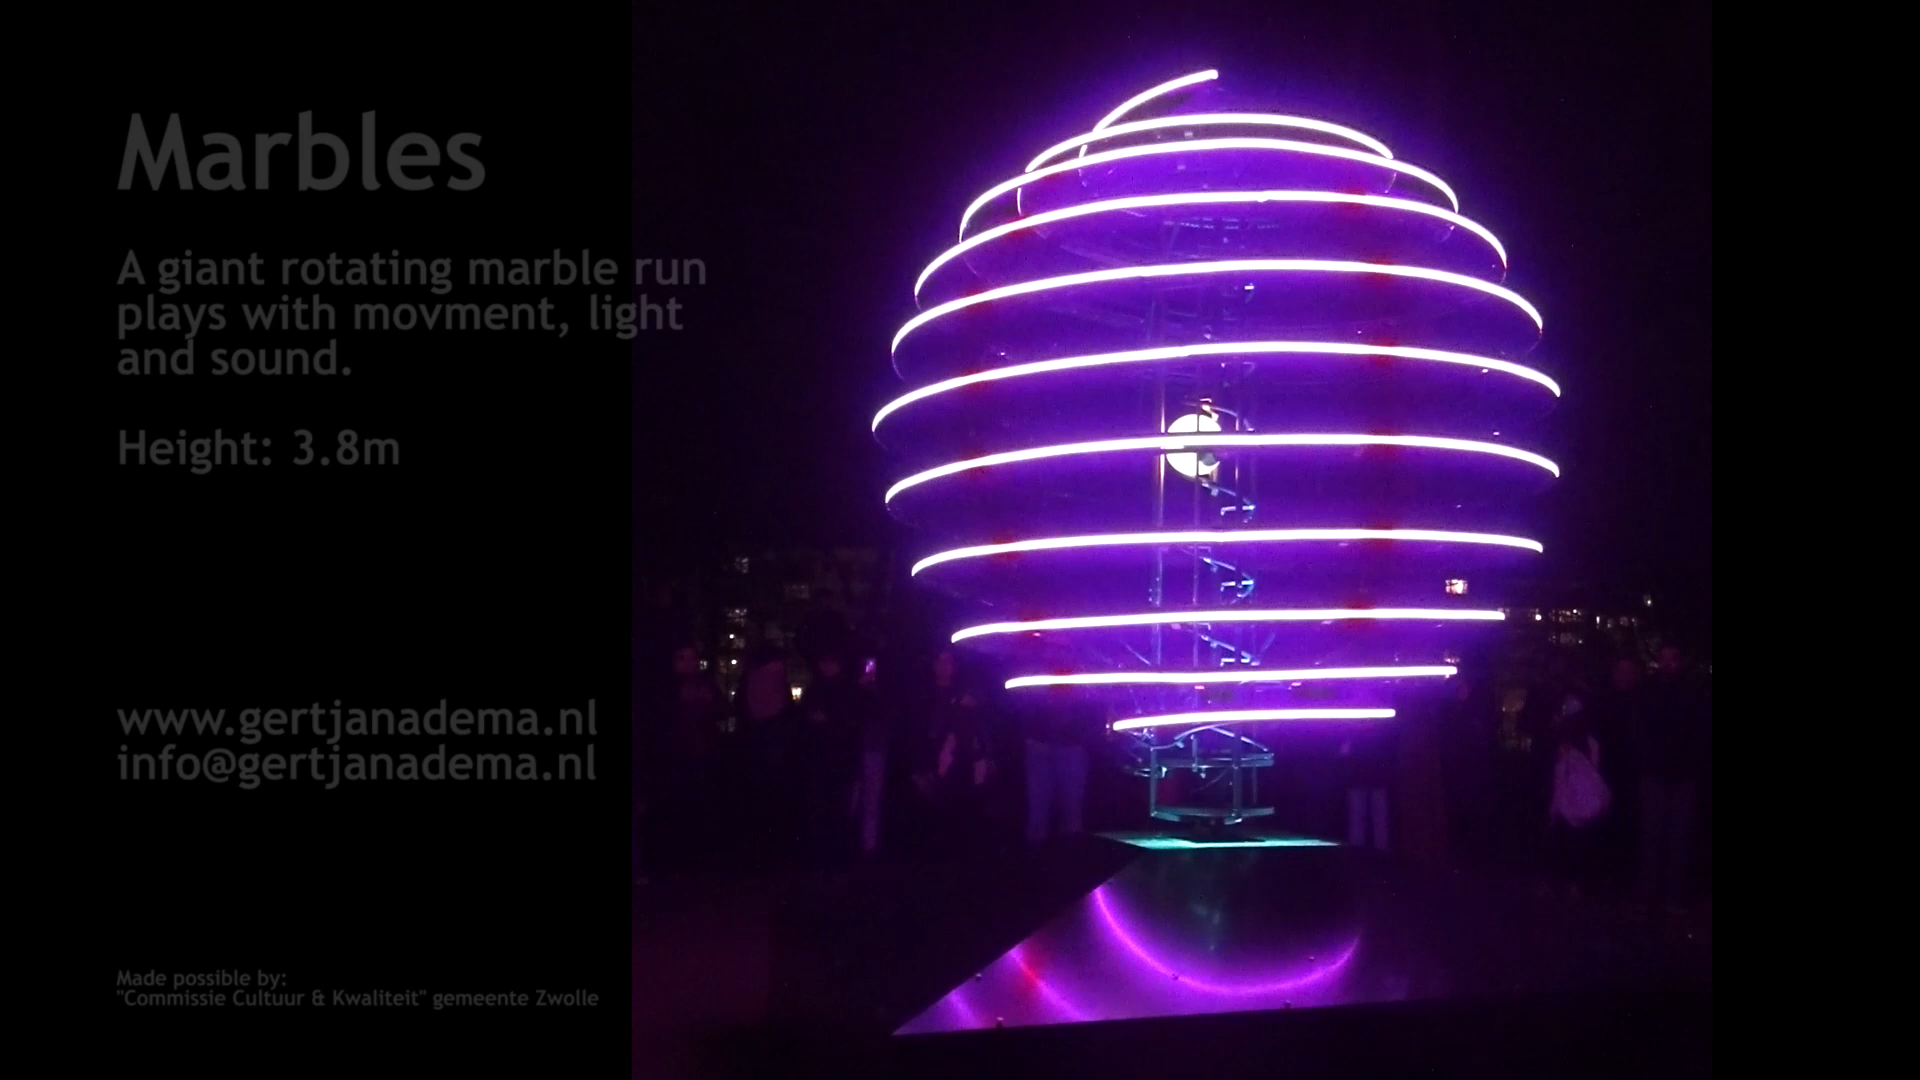 Marbles
A giant rotating marble run
plays with movment, light
and sound.
Height: 3.8m
www.gertjanadema.nl
info@gertjanadema.nl
Made possible by:
"Commissie Cultuur & Kwaliteit" gemeente Zwolle